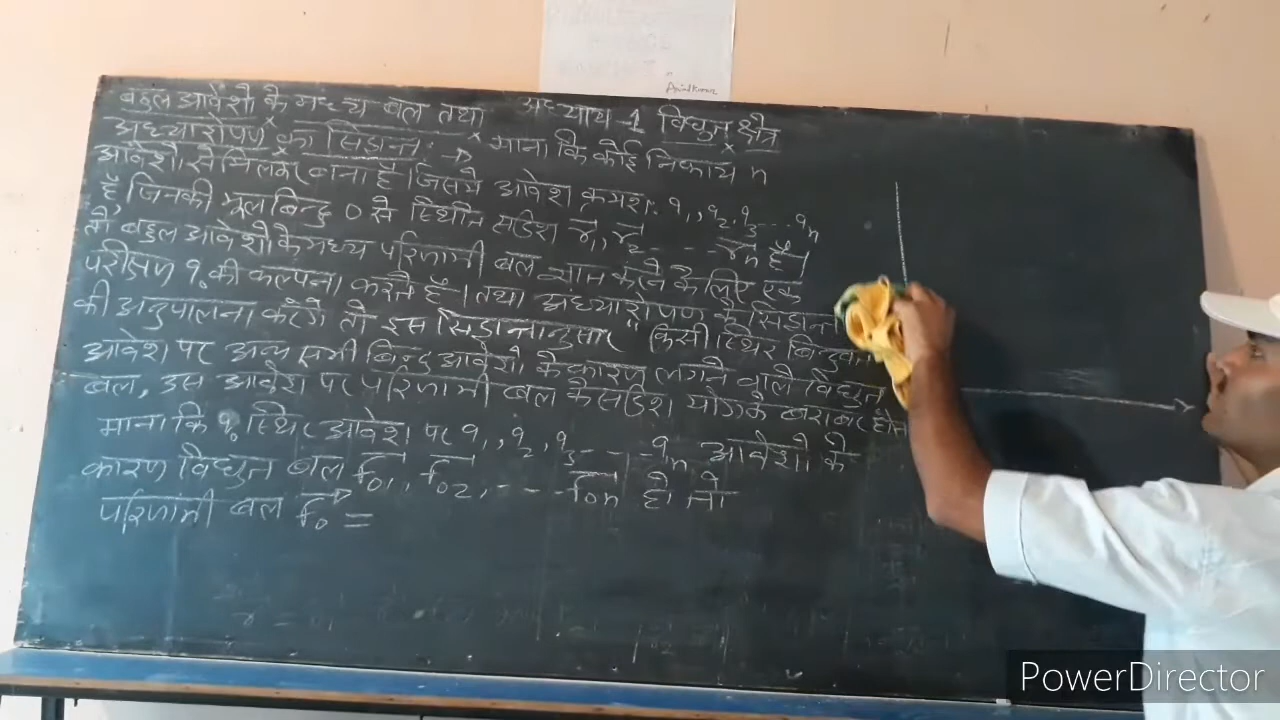 Anil Kumar
अध्याय-1 विद्युत क्षेत्र
बहुल आवेशों के मध्य बल तथा
अध्यारोपण का सिद्धान्त:→ माना कि कोई निकाय n
आवेशों से मिलकर बना है। जिसमें आवेश क्रमश: q₁, q₂, q₃ --- qₙ
है, जिनकी मूल बिन्दु 0 से स्थिति सदिश r₁, r₂ ---- rₙ है।
तो बहुल आवेशों के मध्य परिणामी बल ज्ञात करने के लिए एक
परीक्षण q₀ की कल्पना करते हैं। तथा अध्यारोपण के सिद्धान्त
की अनुपालना करेंगे तो इस सिद्धान्तानुसार "किसी स्थिर बिन्दु
आवेश पर अन्य सभी बिन्दु आवेशों के कारण लगने वाले विद्युत
बल, उस आवेश पर परिणामी बल के सदिश योग के बराबर होता
माना कि q₀ स्थिर आवेश पर q₁, q₂, q₃ --- qₙ आवेशों के
कारण विद्युत बल F₀₁, F₀₂, --- F₀ₙ हो तो
परिणामी बल F₀ =
Y
PowerDirector